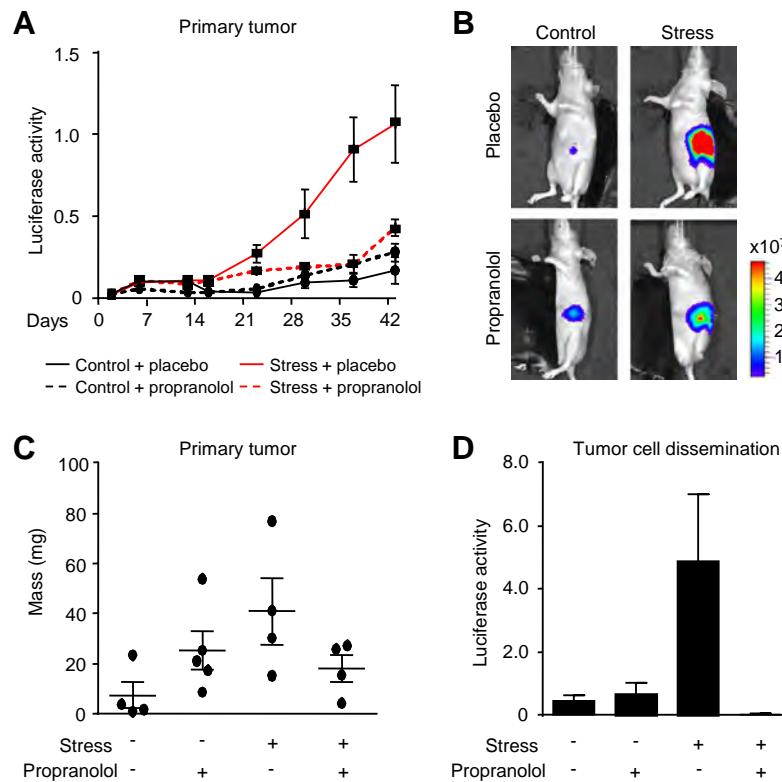 A
Primary tumor
Luciferase activity
1.5
1.0
0.5
0
Days
0 7 14 21 28 35 42
Control + placebo
Stress + placebo
Control + propranolol
Stress + propranolol
B
Control Stress
Placebo
Propranolol
4
3
2
1
C
Primary tumor
Mass (mg)
100
80
60
40
20
0
Stress - - + +
Propranolol - + - +
D
Tumor cell dissemination
Luciferase activity
8.0
6.0
4.0
2.0
0
Stress - - + +
Propranolol - + - +